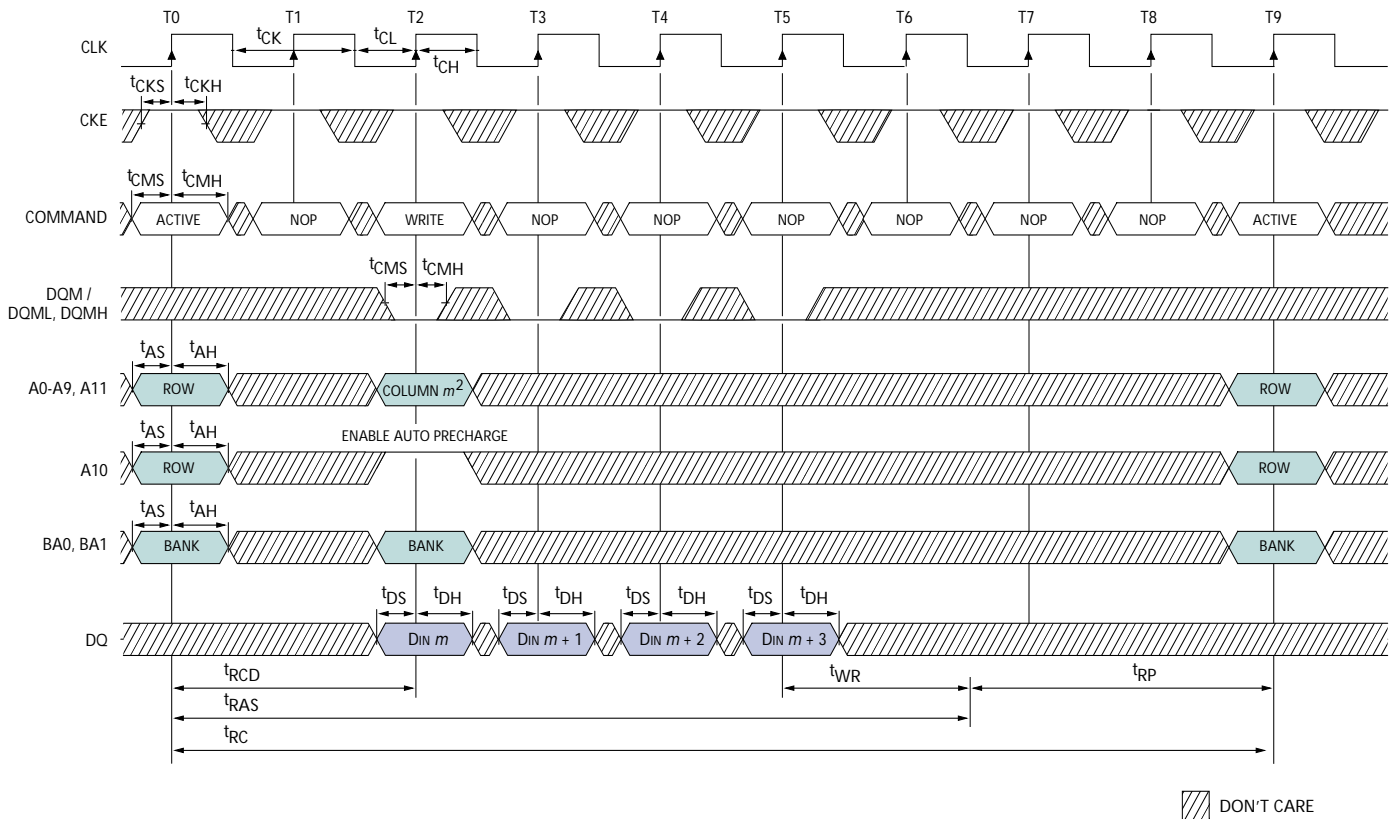 T0 T1 T2 T3 T4 T5 T6 T7 T8 T9
CLK
tCK tCL
tCH
tCKS tCKH
CKE
tCMS tCMH
COMMAND ACTIVE NOP WRITE NOP NOP NOP NOP NOP NOP ACTIVE
tCMS tCMH
DQM /
DQML, DQMH
tAS tAH
A0-A9, A11 ROW COLUMN m2 ROW
tAS tAH ENABLE AUTO PRECHARGE
A10 ROW ROW
tAS tAH
BA0, BA1 BANK BANK BANK
tDS tDH tDS tDH tDS tDH tDS tDH
DQ DIN m DIN m + 1 DIN m + 2 DIN m + 3
tRCD tWR tRP
tRAS
tRC
DON'T CARE